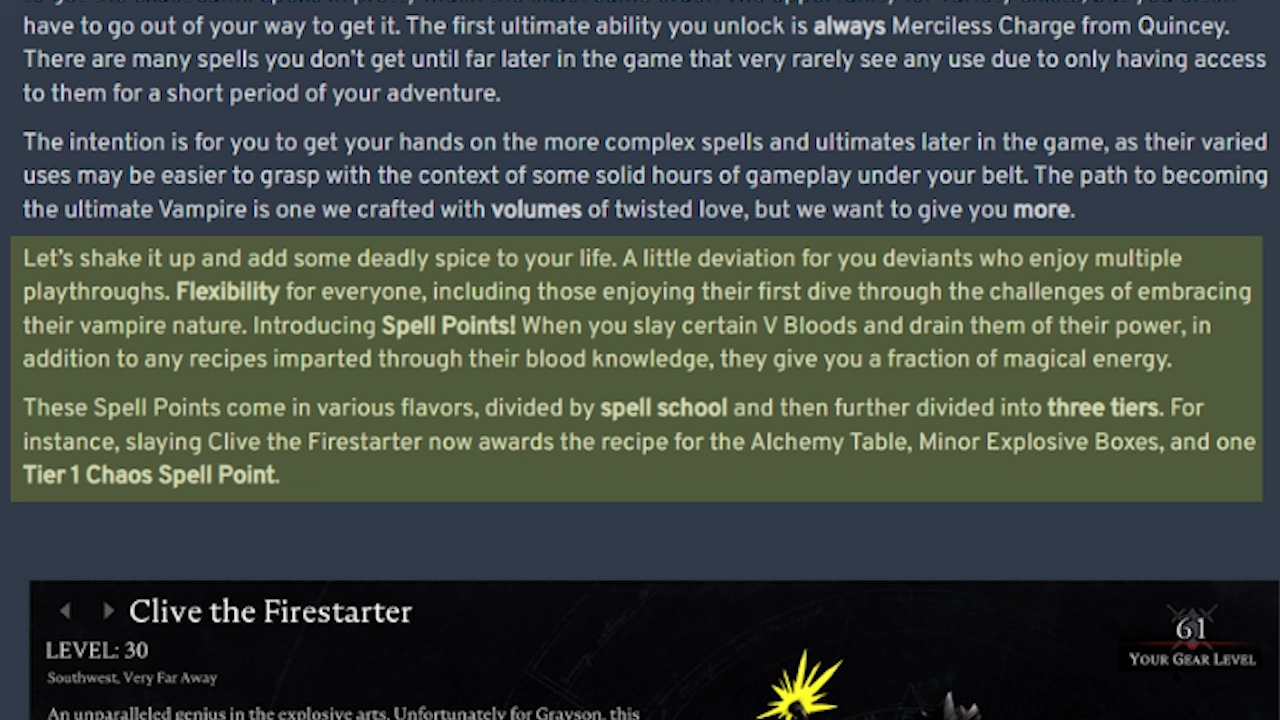 have to go out of your way to get it. The first ultimate ability you unlock is always Merciless Charge from Quincey.
There are many spells you don't get until far later in the game that very rarely see any use due to only having access
to them for a short period of your adventure.
The intention is for you to get your hands on the more complex spells and ultimates later in the game, as their varied
uses may be easier to grasp with the context of some solid hours of gameplay under your belt. The path to becoming
the ultimate Vampire is one we crafted with volumes of twisted love, but we want to give you more.
Let's shake it up and add some deadly spice to your life. A little deviation for you deviants who enjoy multiple
playthroughs. Flexibility for everyone, including those enjoying their first dive through the challenges of embracing
their vampire nature. Introducing Spell Points! When you slay certain V Bloods and drain them of their power, in
addition to any recipes imparted through their blood knowledge, they give you a fraction of magical energy.
These Spell Points come in various flavors, divided by spell school and then further divided into three tiers. For
instance, slaying Clive the Firestarter now awards the recipe for the Alchemy Table, Minor Explosive Boxes, and one
Tier 1 Chaos Spell Point.
Clive the Firestarter
LEVEL: 30
Southwest, Very Far Away
61
YOUR GEAR LEVEL
An unparalleled genius in the explosive arts. Unfortunately for Grayson, this